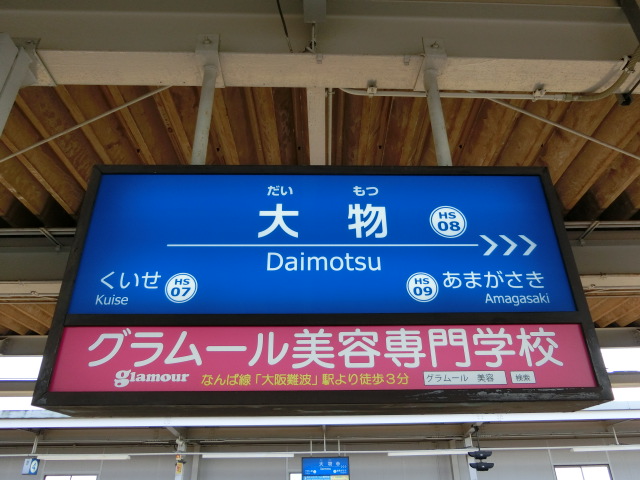 だい もつ
大 物 HS 08
Daimotsu
くいせ HS 07
Kuise
HS 09 あまがさき
Amagasaki
グラムール美容専門学校
glamour なんば線「大阪難波」駅より徒歩3分 グラムール 美容 検索
大 物